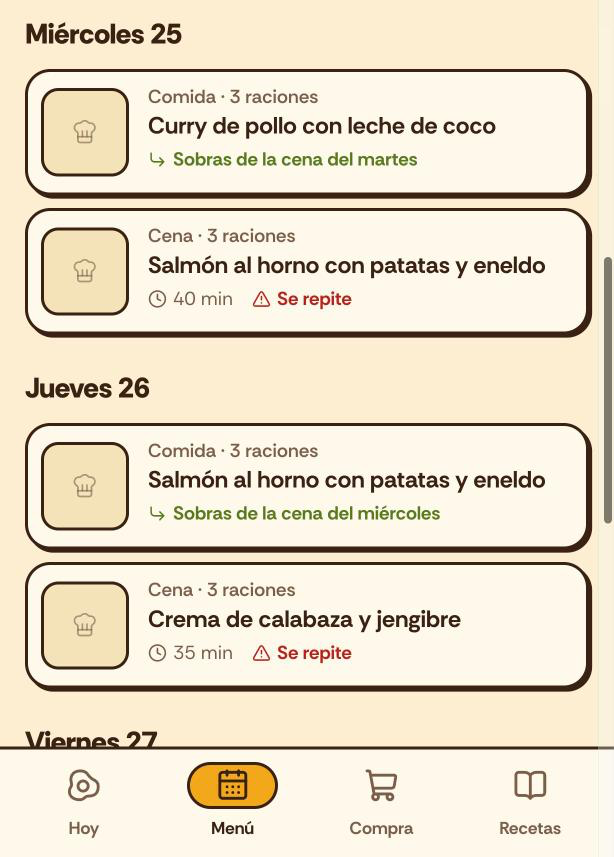 Miércoles 25
Comida · 3 raciones
Curry de pollo con leche de coco
Sobras de la cena del martes
Cena · 3 raciones
Salmón al horno con patatas y eneldo
40 min Se repite
Jueves 26
Comida · 3 raciones
Salmón al horno con patatas y eneldo
Sobras de la cena del miércoles
Cena · 3 raciones
Crema de calabaza y jengibre
35 min Se repite
Viernes 27
Hoy Menú Compra Recetas